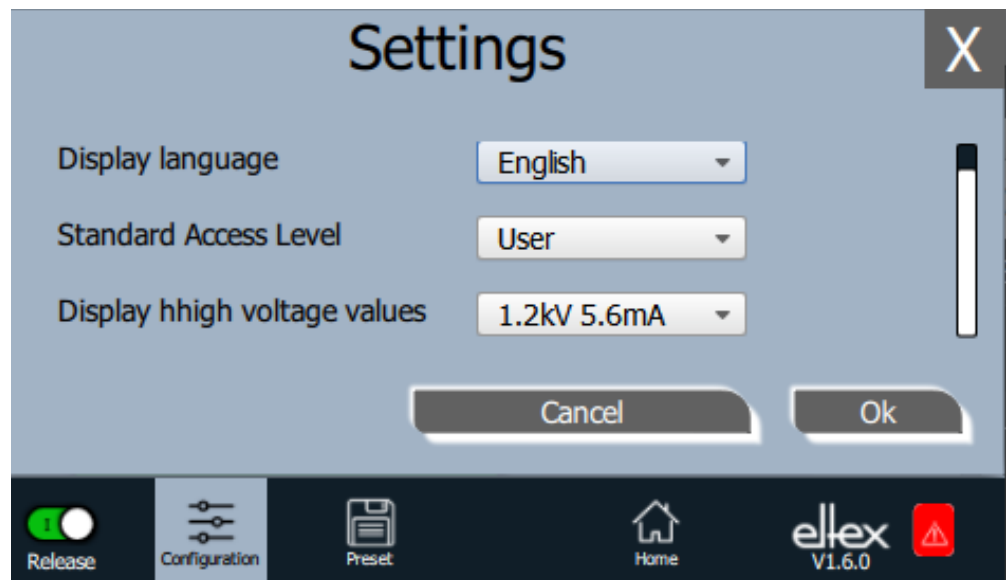 Settings
X
Display language
English
Standard Access Level
User
Display hhigh voltage values
1.2kV 5.6mA
Cancel
Ok
I
Release
Configuration
Preset
Home
eltex
V1.6.0